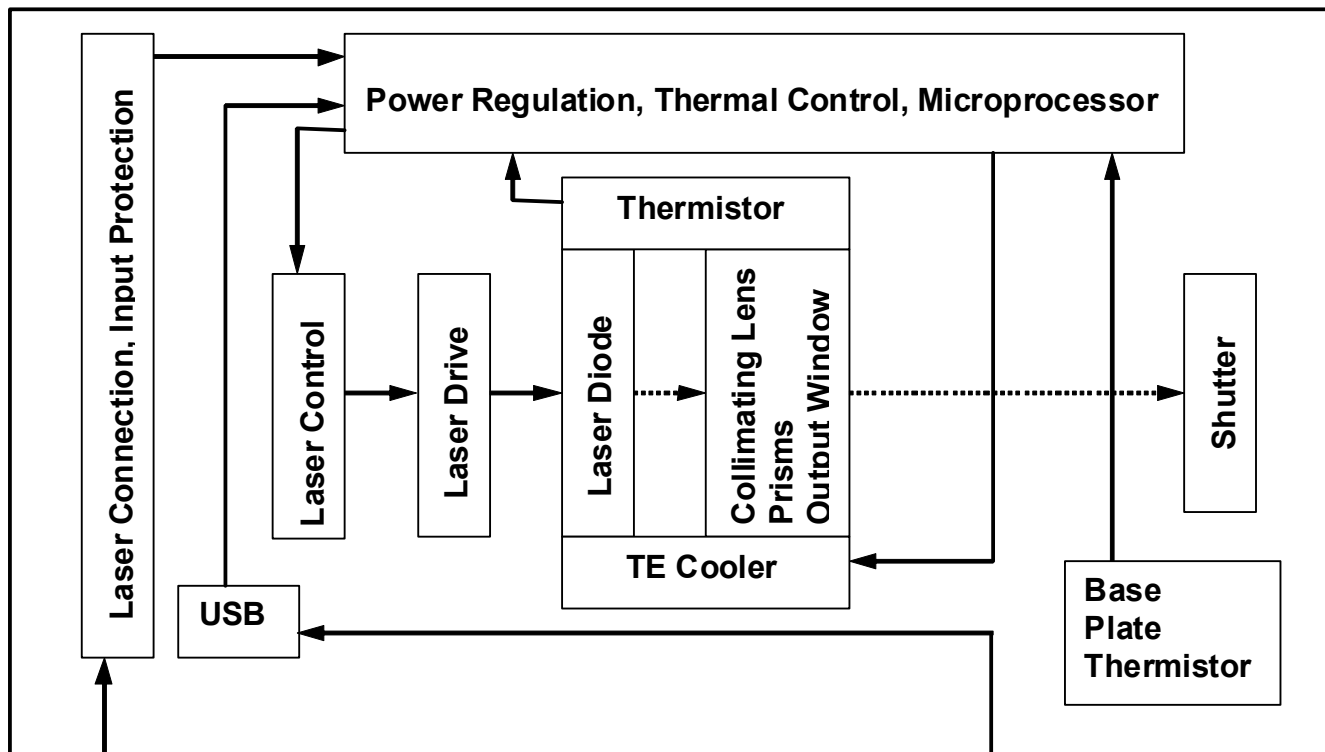 Power Regulation, Thermal Control, Microprocessor
Laser Connection, Input Protection
Thermistor
Laser Control
Laser Drive
Laser Diode
Collimating Lens
Prisms
Output Window
Shutter
TE Cooler
USB
Base
Plate
Thermistor